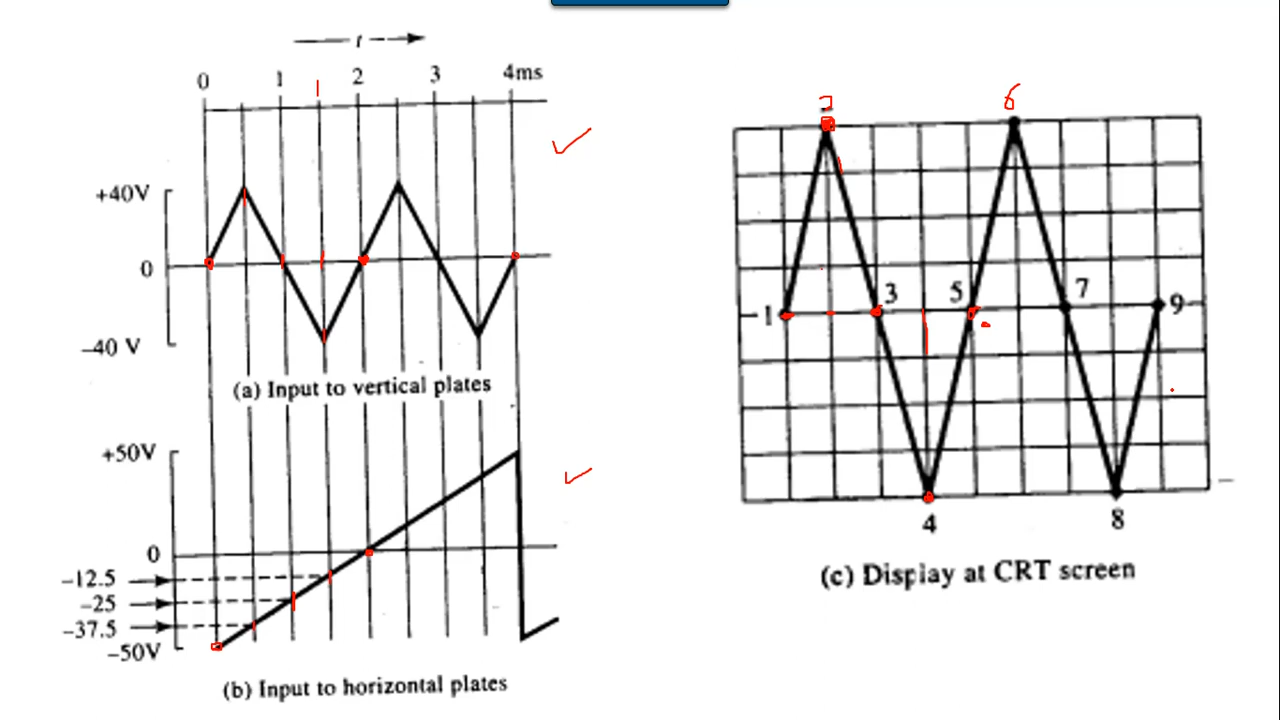 t
0 1 2 3 4ms
+40V
0
-40 V
(a) Input to vertical plates
+50V
0
-12.5
-25
-37.5
-50V
(b) Input to horizontal plates
2 6
1 3 5 7 9
4 8
(c) Display at CRT screen